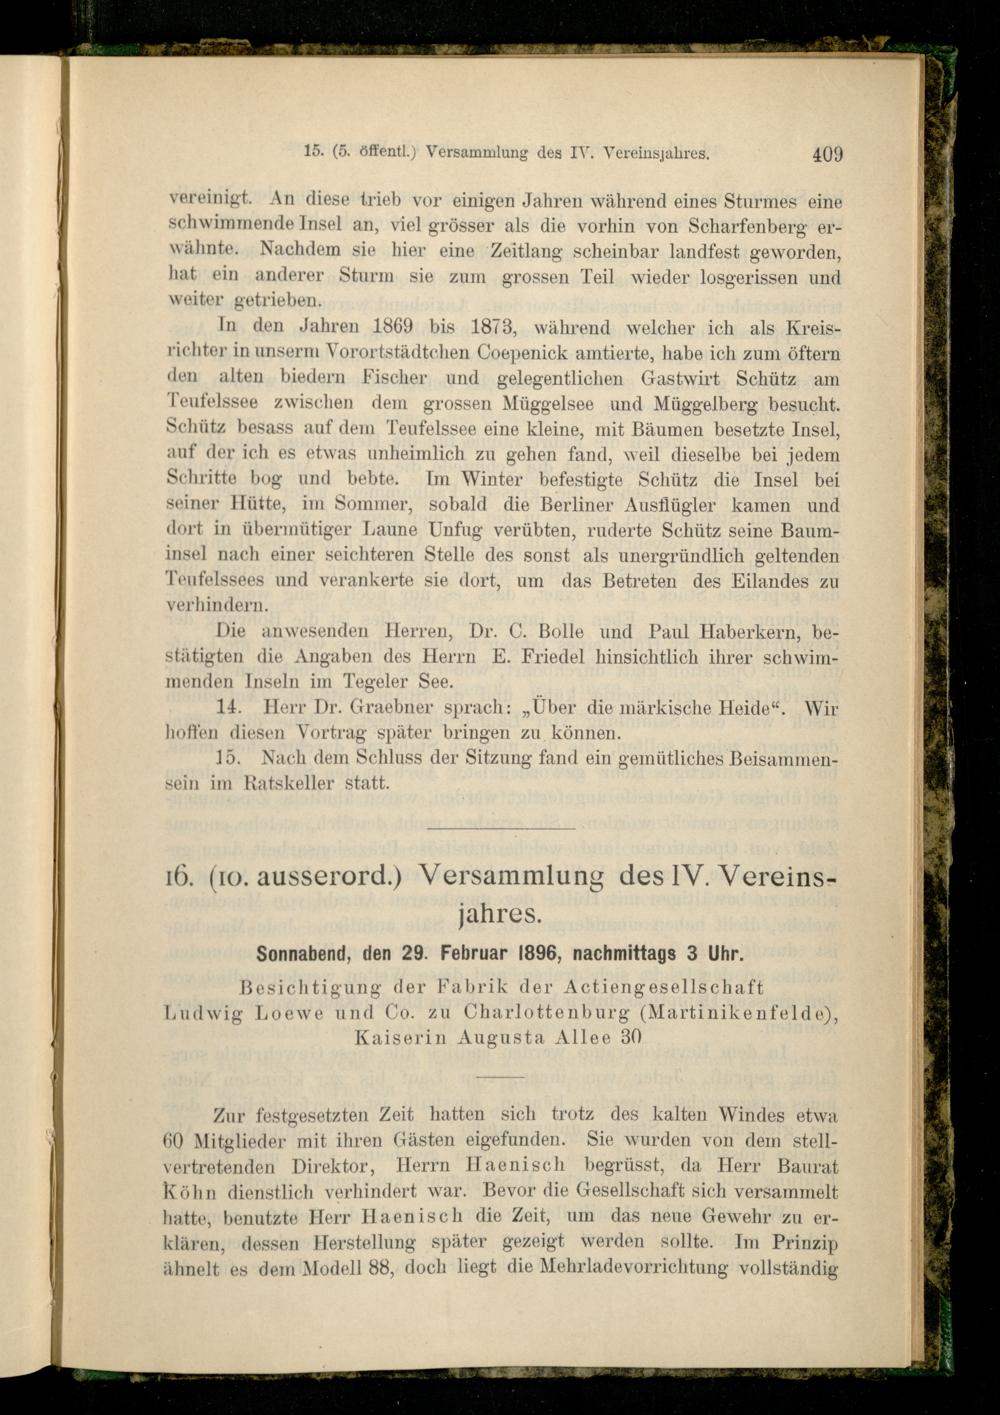 15. (5. öffentl.) Versammlung des IV. Vereinsjahres. 409
vereinigt. An diese trieb vor einigen Jahren während eines Sturmes eine
schwimmende Insel an, viel grösser als die vorhin von Scharfenberg er-
wähnte. Nachdem sie hier eine Zeitlang scheinbar landfest geworden,
hat ein anderer Sturm sie zum grossen Teil wieder losgerissen und
weiter getrieben.
In den Jahren 1869 bis 1873, während welcher ich als Kreis-
richter in unserm Vorortstädtchen Coepenick amtierte, habe ich zum öftern
den alten biedern Fischer und gelegentlichen Gastwirt Schütz am
Teufelssee zwischen dem grossen Müggelsee und Müggelberg besucht.
Schütz besass auf dem Teufelssee eine kleine, mit Bäumen besetzte Insel,
auf der ich es etwas unheimlich zu gehen fand, weil dieselbe bei jedem
Schritte bog und bebte. Im Winter befestigte Schütz die Insel bei
seiner Hütte, im Sommer, sobald die Berliner Ausflügler kamen und
dort in übermütiger Laune Unfug verübten, ruderte Schütz seine Baum-
insel nach einer seichteren Stelle des sonst als unergründlich geltenden
Teufelssees und verankerte sie dort, um das Betreten des Eilandes zu
verhindern.
Die anwesenden Herren, Dr. C. Bolle und Paul Haberkern, be-
stätigten die Angaben des Herrn E. Friedel hinsichtlich ihrer schwim-
menden Inseln im Tegeler See.
14. Herr Dr. Graebner sprach: „Über die märkische Heide“. Wir
hoffen diesen Vortrag später bringen zu können.
15. Nach dem Schluss der Sitzung fand ein gemütliches Beisammen-
sein im Ratskeller statt.
16. (10. ausserord.) Versammlung des IV. Vereins-
jahres.
Sonnabend, den 29. Februar 1896, nachmittags 3 Uhr.
Besichtigung der Fabrik der Actiengesellschaft
Ludwig Loewe und Co. zu Charlottenburg (Martinikenfelde),
Kaiserin Augusta Allee 30
Zur festgesetzten Zeit hatten sich trotz des kalten Windes etwa
60 Mitglieder mit ihren Gästen eigefunden. Sie wurden von dem stell-
vertretenden Direktor, Herrn Haenisch begrüsst, da Herr Baurat
Köhn dienstlich verhindert war. Bevor die Gesellschaft sich versammelt
hatte, benutzte Herr Haenisch die Zeit, um das neue Gewehr zu er-
klären, dessen Herstellung später gezeigt werden sollte. Im Prinzip
ähnelt es dem Modell 88, doch liegt die Mehrladevorrichtung vollständig